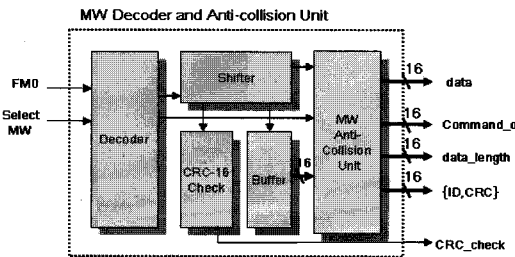 MW Decoder and Anti-collision Unit
FM0
Select
MW
Decoder
Shifter
CRC-16
Check
Buffer
16
MW
Anti-
Collision
Unit
16
data
16
Command_o
16
data_length
16
{ID,CRC}
CRC_check